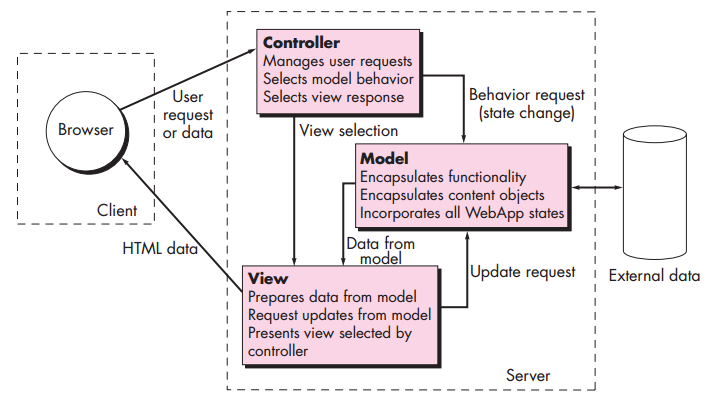 Controller
Manages user requests
Selects model behavior
Selects view response
User
request
or data
Browser
Client
Behavior request
(state change)
View selection
Model
Encapsulates functionality
Encapsulates content objects
Incorporates all WebApp states
External data
HTML data
Data from
model
Update request
View
Prepares data from model
Request updates from model
Presents view selected by
controller
Server